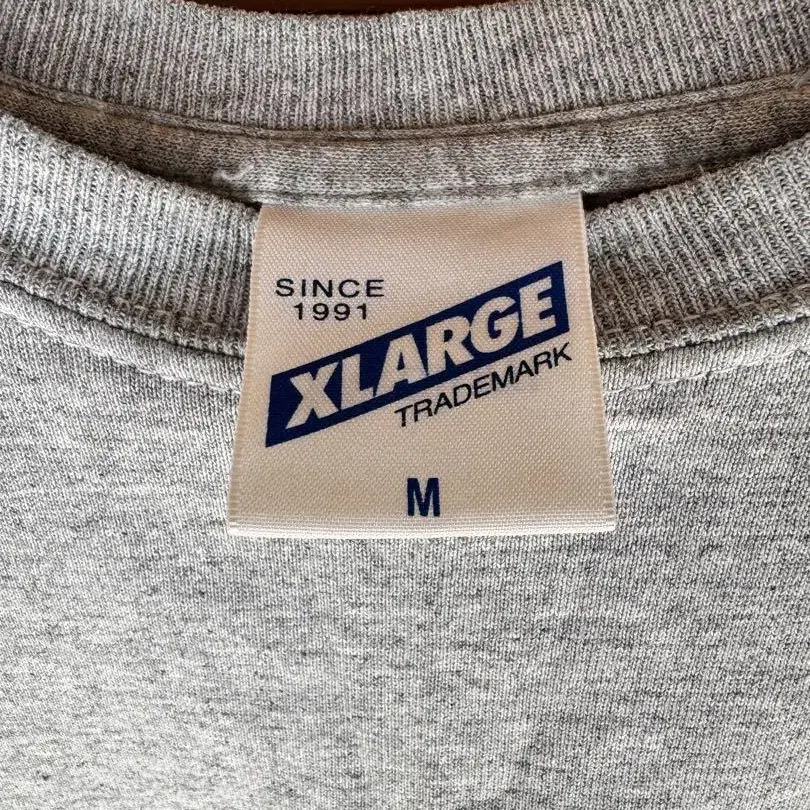 SINCE
1991
XLARGE
TRADEMARK
M